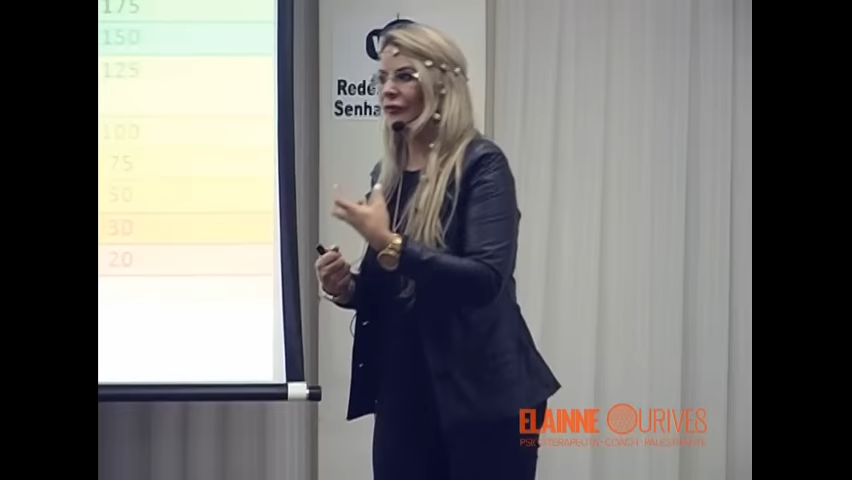 175
150
125
100
75
50
30
20
Rede
Senha
ELAINNE OURIVES
PSICOTERAPEUTA • COACH • PALESTRANTE